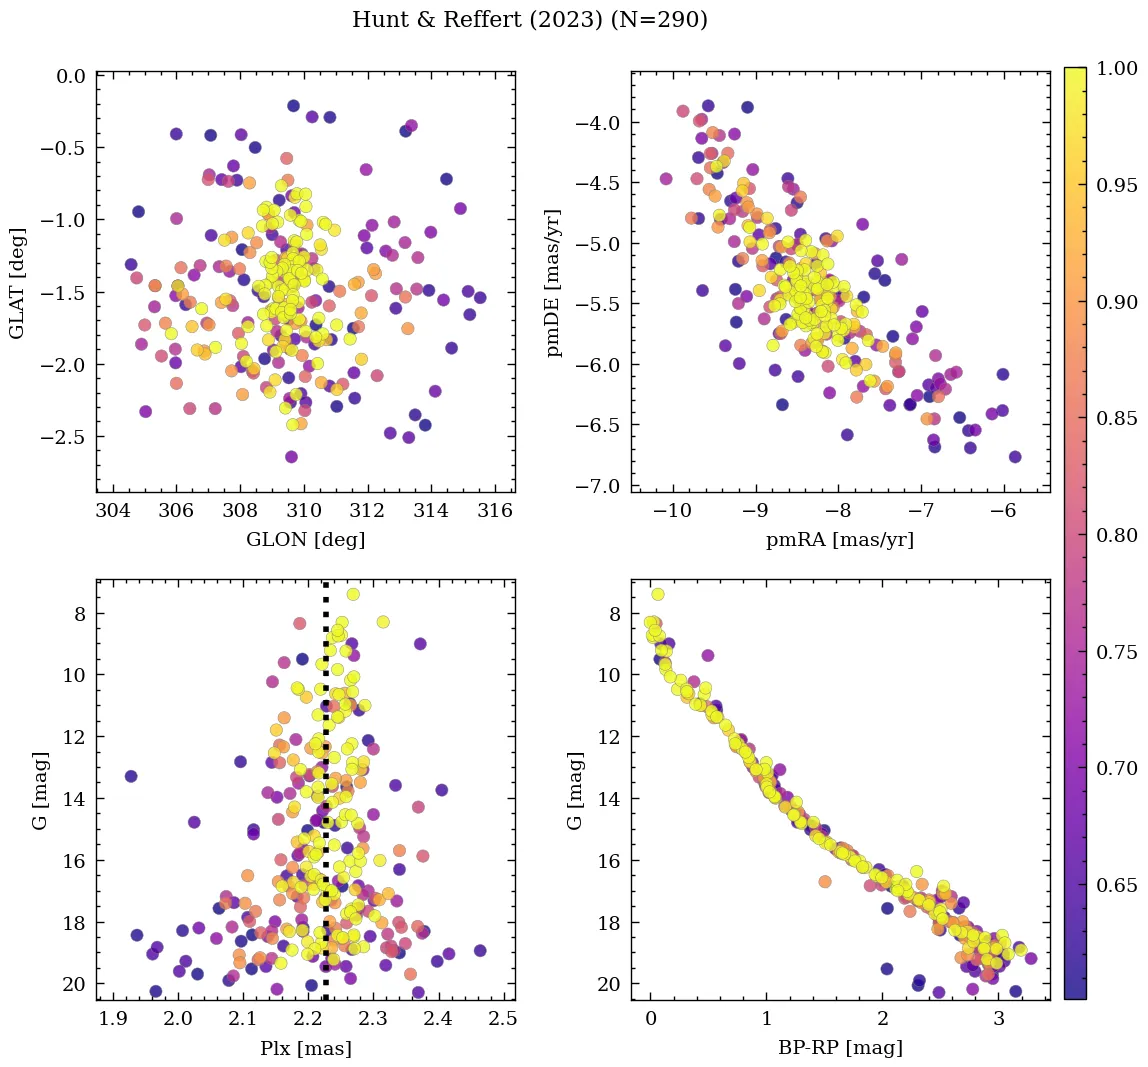 Hunt & Reffert (2023) (N=290)
0.0
−0.5
−1.0
−1.5
−2.0
−2.5
GLAT [deg]
304 306 308 310 312 314 316
GLON [deg]
−4.0
−4.5
−5.0
−5.5
−6.0
−6.5
−7.0
pmDE [mas/yr]
−10 −9 −8 −7 −6
pmRA [mas/yr]
8
10
12
14
16
18
20
G [mag]
1.9 2.0 2.1 2.2 2.3 2.4 2.5
Plx [mas]
8
10
12
14
16
18
20
G [mag]
0 1 2 3
BP-RP [mag]
1.00
0.95
0.90
0.85
0.80
0.75
0.70
0.65